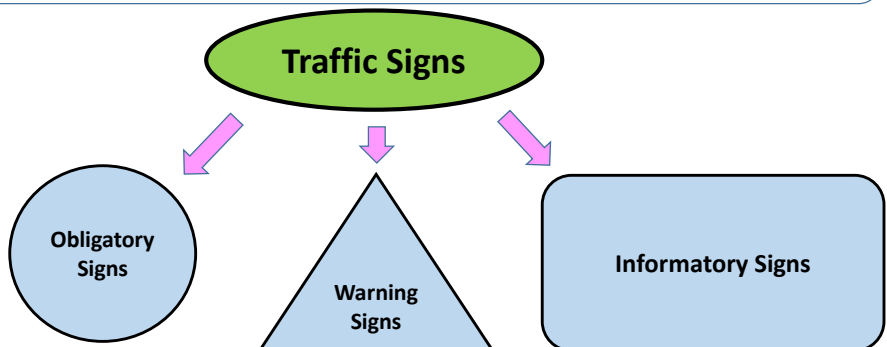 Traffic Signs
Obligatory
Signs
Warning
Signs
Informatory Signs